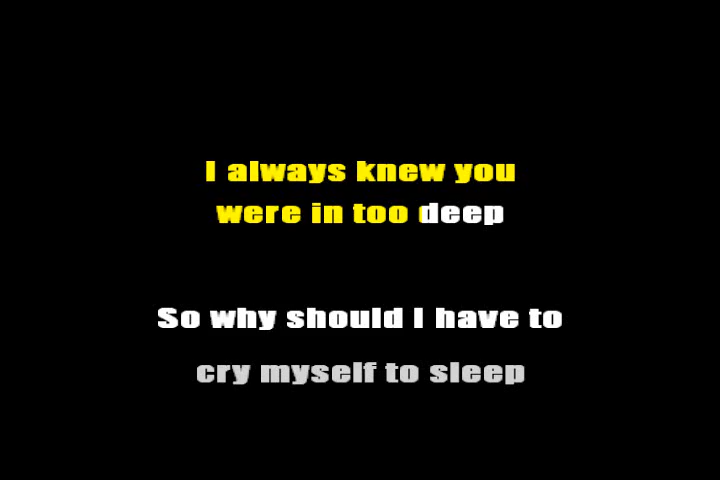 I always knew you
were in too deep
So why should I have to
cry myself to sleep